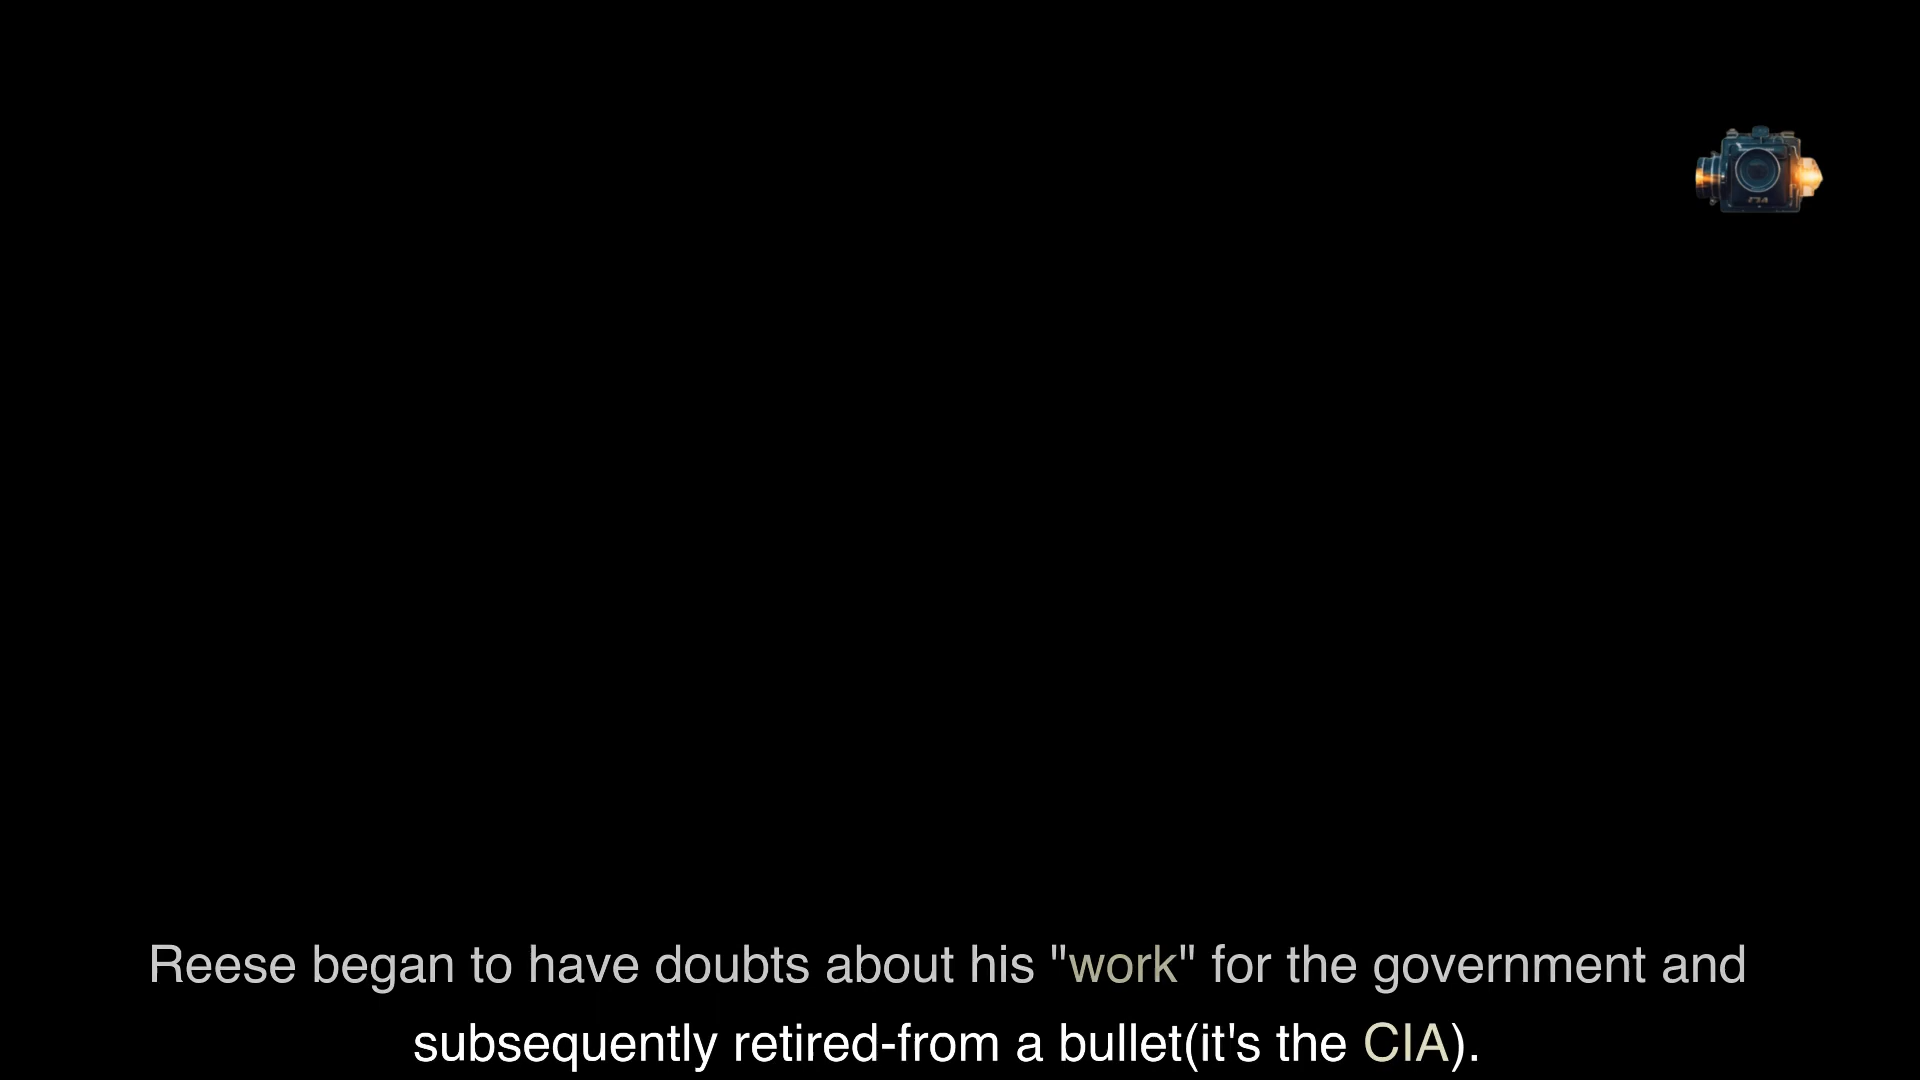 Reese began to have doubts about his "work" for the government and
subsequently retired-from a bullet(it's the CIA).